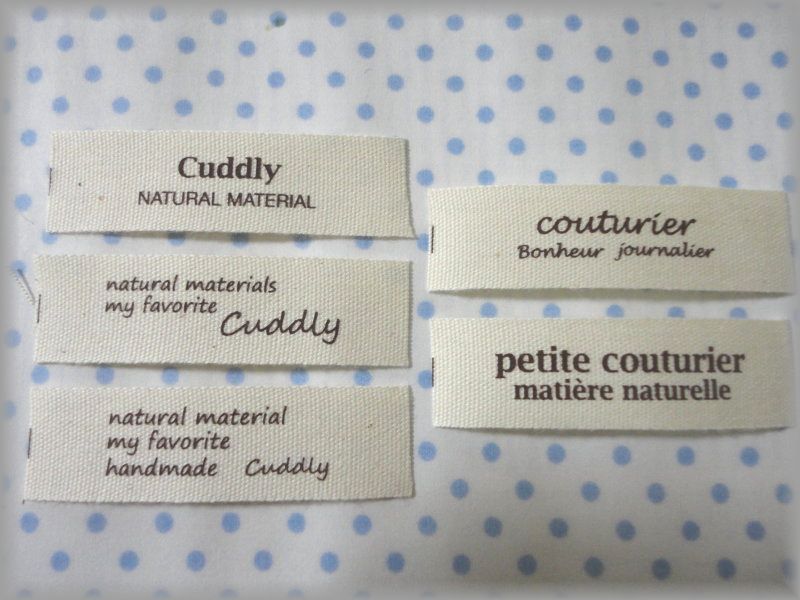 Cuddly
NATURAL MATERIAL
natural materials
my favorite
Cuddly
natural material
my favorite
handmade Cuddly
couturier
Bonheur journalier
petite couturier
matière naturelle